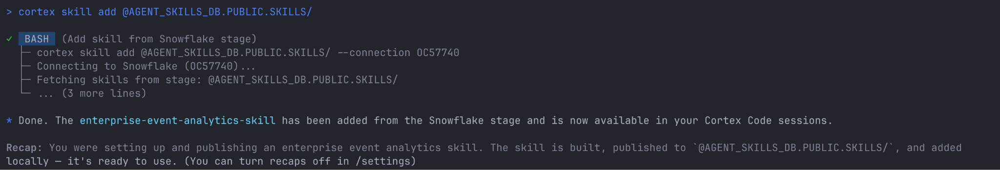 > cortex skill add @AGENT_SKILLS_DB.PUBLIC.SKILLS/
✓ BASH (Add skill from Snowflake stage)
├─ cortex skill add @AGENT_SKILLS_DB.PUBLIC.SKILLS/ --connection OC57740
├─ Connecting to Snowflake (OC57740)...
├─ Fetching skills from stage: @AGENT_SKILLS_DB.PUBLIC.SKILLS/
└─ ... (3 more lines)
* Done. The enterprise-event-analytics-skill has been added from the Snowflake stage and is now available in your Cortex Code sessions.
Recap: You were setting up and publishing an enterprise event analytics skill. The skill is built, published to `@AGENT_SKILLS_DB.PUBLIC.SKILLS/`, and added
locally — it's ready to use. (You can turn recaps off in /settings)